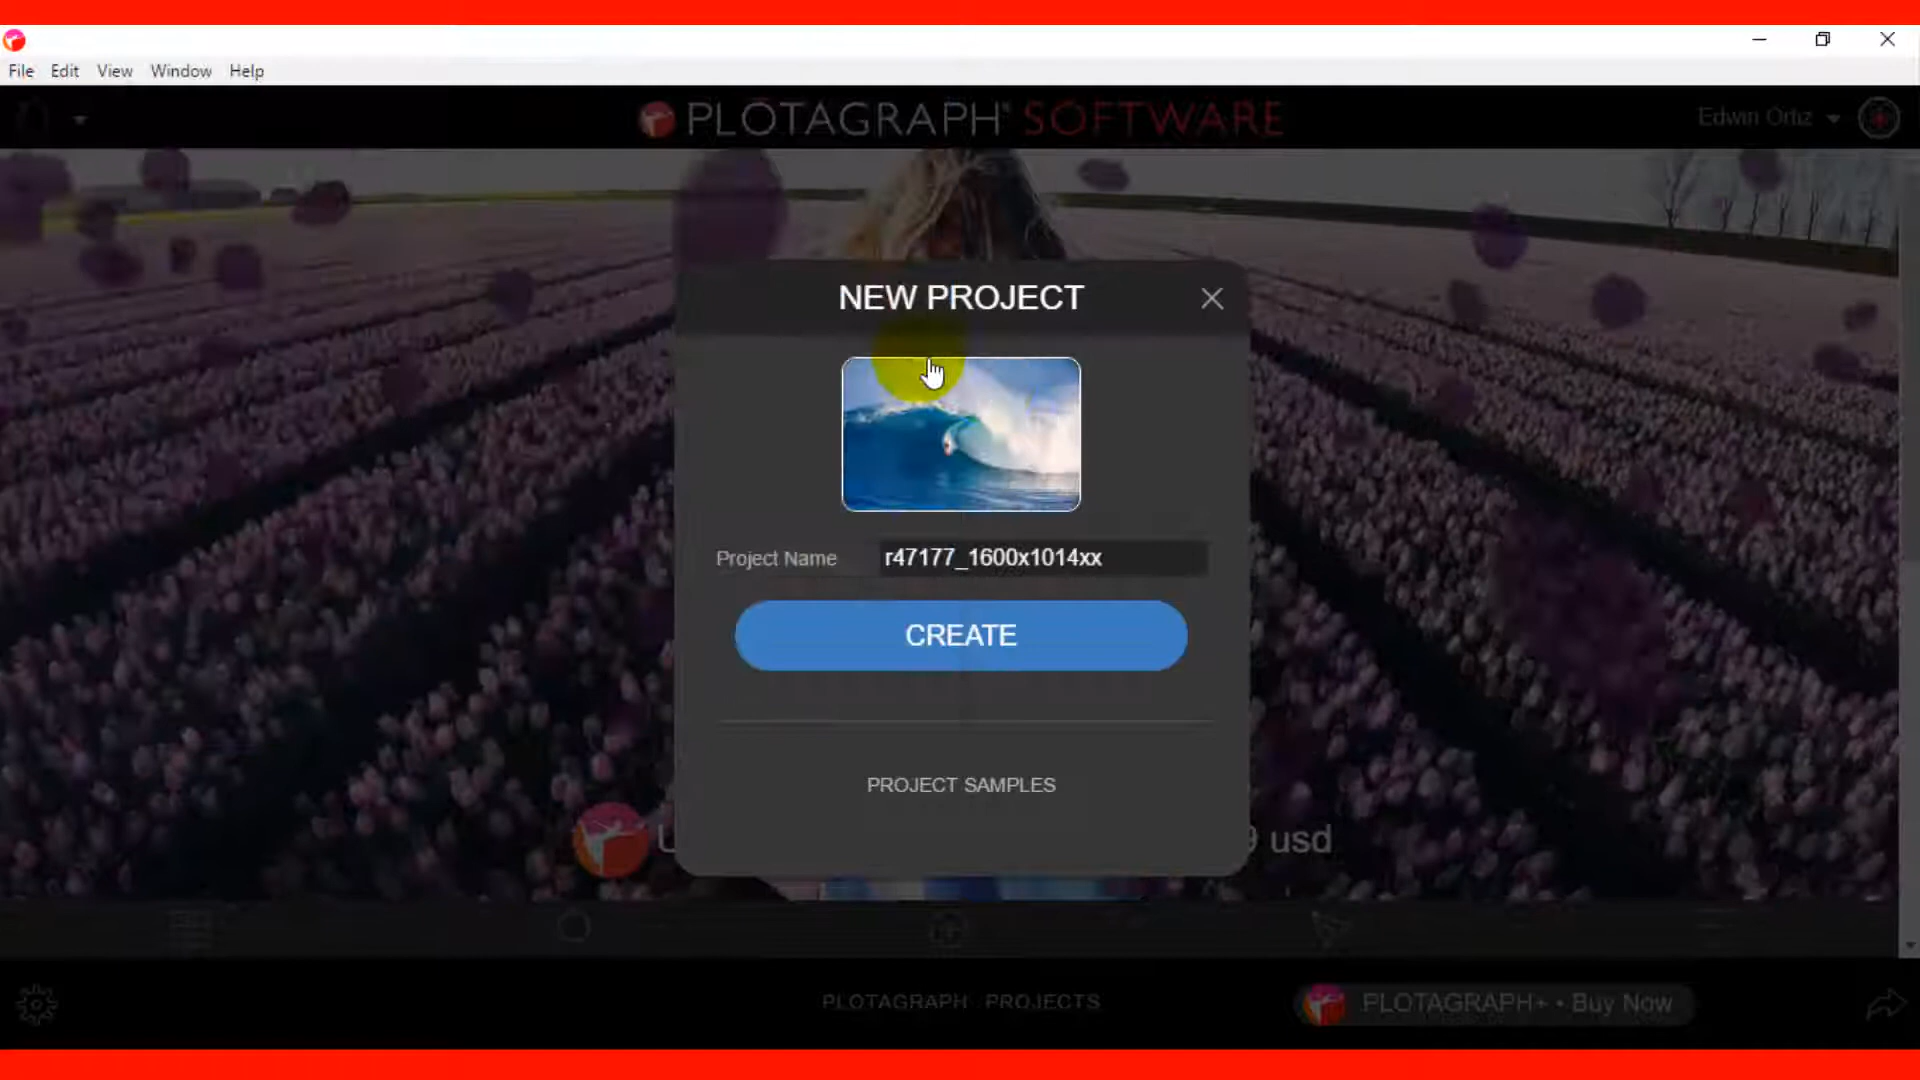 File Edit View Window Help
PLOTAGRAPH SOFTWARE
Edwin Ortiz
NEW PROJECT
Project Name r47177_1600x1014xx
CREATE
PROJECT SAMPLES
usd
PLOTAGRAPH PROJECTS
PLOTAGRAPH+ • Buy Now